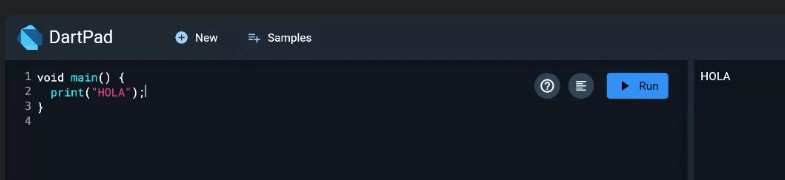 DartPad
New
Samples
1 void main() {
2 print("HOLA");
3 }
4
Run
HOLA